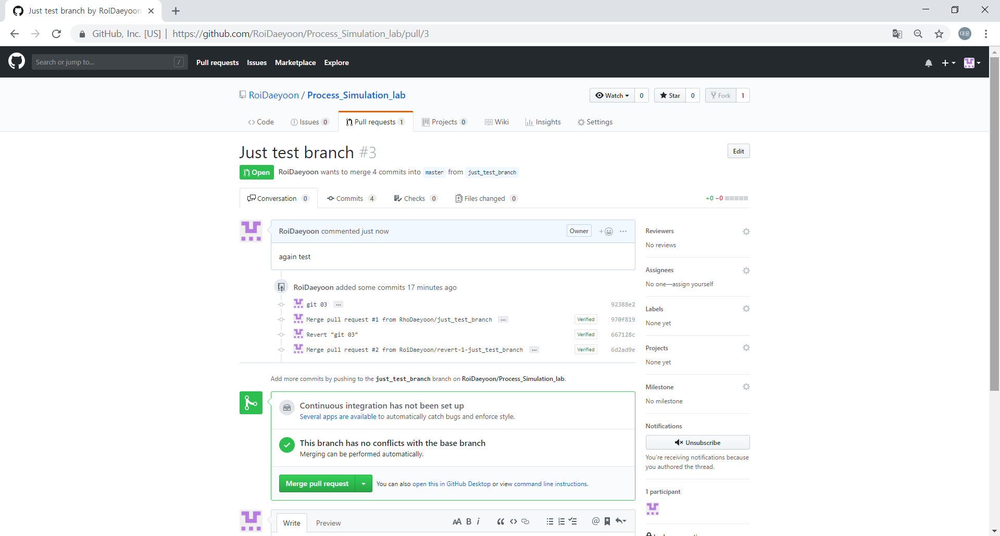 Just test branch by RoiDaeyoon
GitHub, Inc. [US] | https://github.com/RoiDaeyoon/Process_Simulation_lab/pull/3
대윤
Search or jump to... /
Pull requests Issues Marketplace Explore
RoiDaeyoon / Process_Simulation_lab
Watch 0 Star 0 Fork 1
Code Issues 0 Pull requests 1 Projects 0 Wiki Insights Settings
Just test branch #3
Edit
Open RoiDaeyoon wants to merge 4 commits into master from just_test_branch
Conversation 0 Commits 4 Checks 0 Files changed 0 +0 −0
RoiDaeyoon commented just now Owner
again test
RoiDaeyoon added some commits 17 minutes ago
git 03 … 92388e2
Merge pull request #1 from RhoDaeyoon/just_test_branch … Verified 970f819
Revert "git 03" Verified 667128c
Merge pull request #2 from RoiDaeyoon/revert-1-just_test_branch … Verified 6d2ad9e
Add more commits by pushing to the just_test_branch branch on RoiDaeyoon/Process_Simulation_lab.
Continuous integration has not been set up
Several apps are available to automatically catch bugs and enforce style.
This branch has no conflicts with the base branch
Merging can be performed automatically.
Merge pull request You can also open this in GitHub Desktop or view command line instructions.
Write Preview AA B i
Reviewers
No reviews
Assignees
No one—assign yourself
Labels
None yet
Projects
None yet
Milestone
No milestone
Notifications
Unsubscribe
You're receiving notifications because
you authored the thread.
1 participant